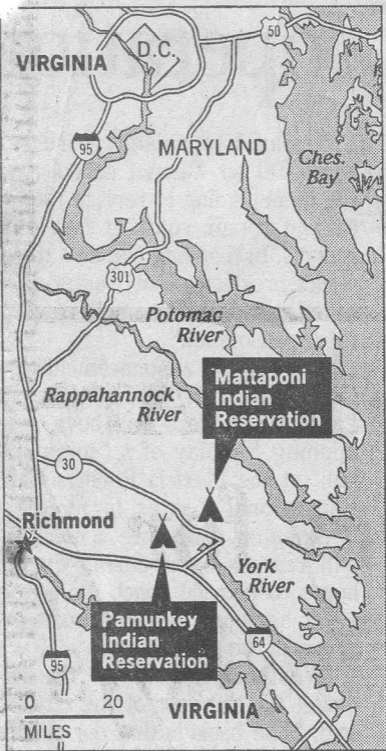 50
D.C.
VIRGINIA
95
MARYLAND
Ches.
Bay
301
Potomac
River
Mattaponi
Indian
Reservation
Rappahannock
River
30
Richmond
York
River
Pamunkey
Indian
Reservation
64
95
0 20
MILES
VIRGINIA